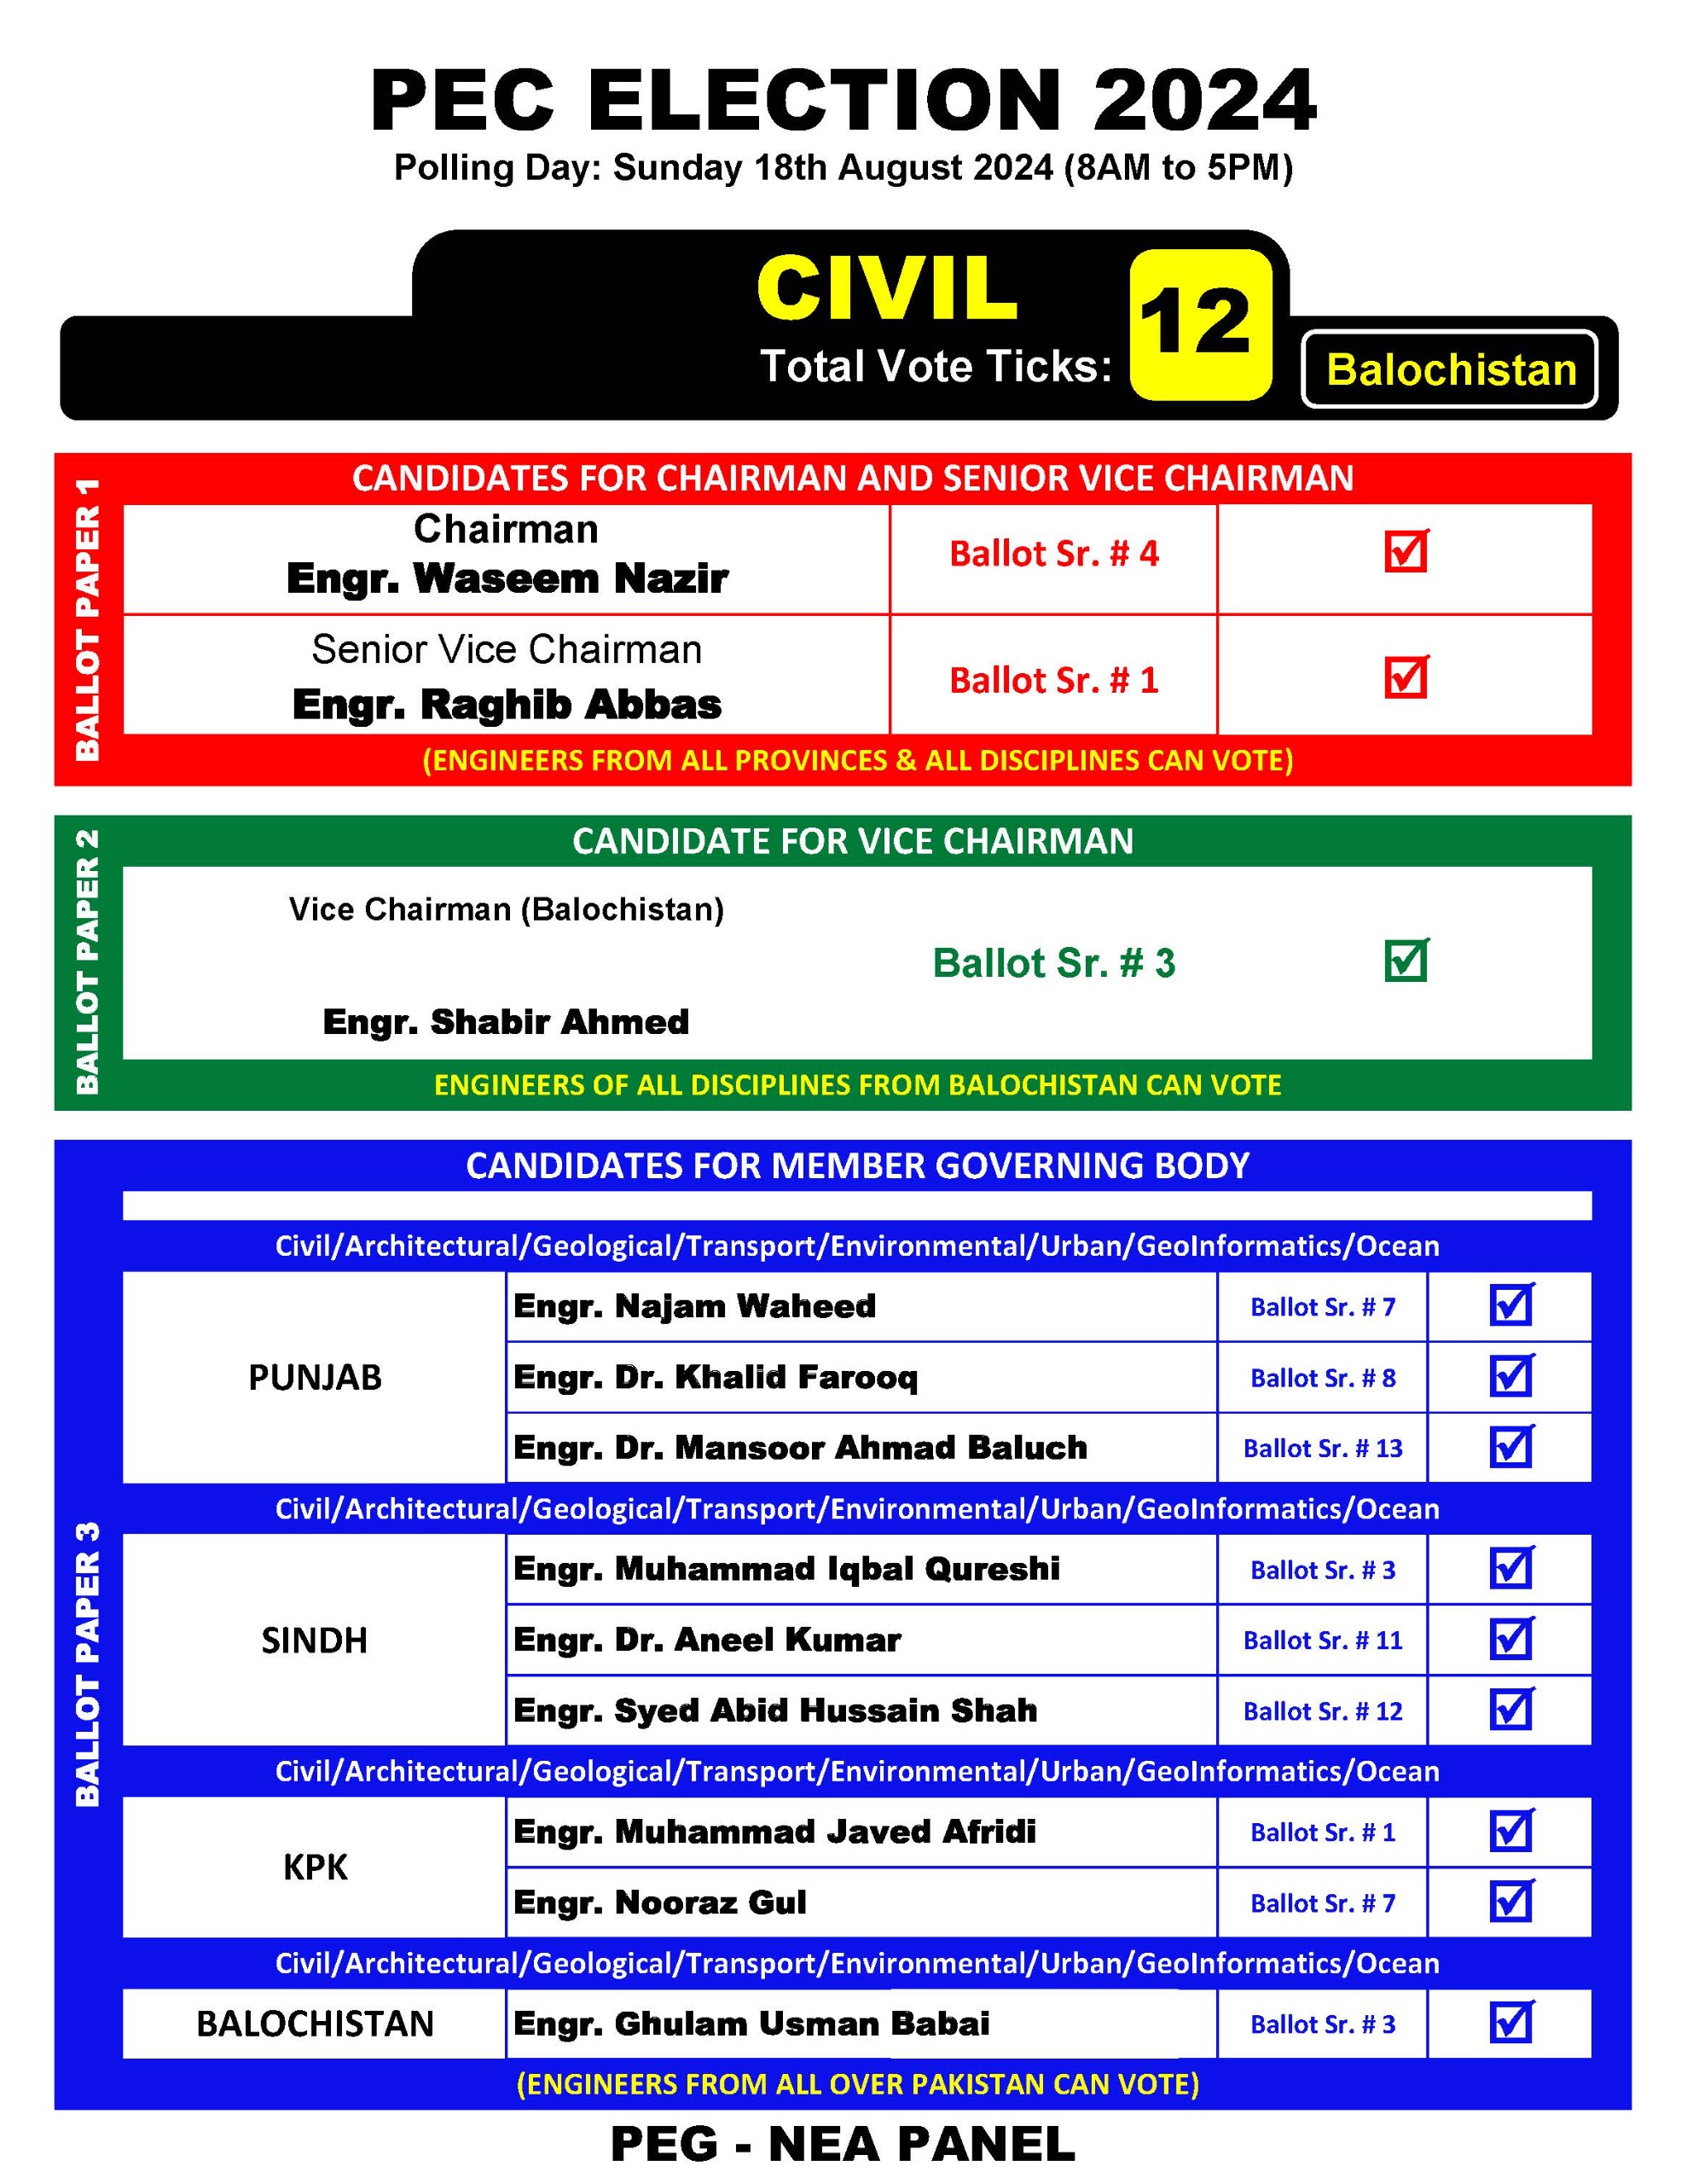 PEC ELECTION 2024
Polling Day: Sunday 18th August 2024 (8AM to 5PM)
CIVIL
Total Vote Ticks:
12
Balochistan
BALLOT PAPER 1
CANDIDATES FOR CHAIRMAN AND SENIOR VICE CHAIRMAN
Chairman
Engr. Waseem Nazir
Ballot Sr. # 4
Senior Vice Chairman
Engr. Raghib Abbas
Ballot Sr. # 1
(ENGINEERS FROM ALL PROVINCES & ALL DISCIPLINES CAN VOTE)
BALLOT PAPER 2
CANDIDATE FOR VICE CHAIRMAN
Vice Chairman (Balochistan)
Ballot Sr. # 3
Engr. Shabir Ahmed
ENGINEERS OF ALL DISCIPLINES FROM BALOCHISTAN CAN VOTE
BALLOT PAPER 3
CANDIDATES FOR MEMBER GOVERNING BODY
Civil/Architectural/Geological/Transport/Environmental/Urban/GeoInformatics/Ocean
PUNJAB
Engr. Najam Waheed
Ballot Sr. # 7
Engr. Dr. Khalid Farooq
Ballot Sr. # 8
Engr. Dr. Mansoor Ahmad Baluch
Ballot Sr. # 13
Civil/Architectural/Geological/Transport/Environmental/Urban/GeoInformatics/Ocean
SINDH
Engr. Muhammad Iqbal Qureshi
Ballot Sr. # 3
Engr. Dr. Aneel Kumar
Ballot Sr. # 11
Engr. Syed Abid Hussain Shah
Ballot Sr. # 12
Civil/Architectural/Geological/Transport/Environmental/Urban/GeoInformatics/Ocean
KPK
Engr. Muhammad Javed Afridi
Ballot Sr. # 1
Engr. Nooraz Gul
Ballot Sr. # 7
Civil/Architectural/Geological/Transport/Environmental/Urban/GeoInformatics/Ocean
BALOCHISTAN
Engr. Ghulam Usman Babai
Ballot Sr. # 3
(ENGINEERS FROM ALL OVER PAKISTAN CAN VOTE)
PEG - NEA PANEL